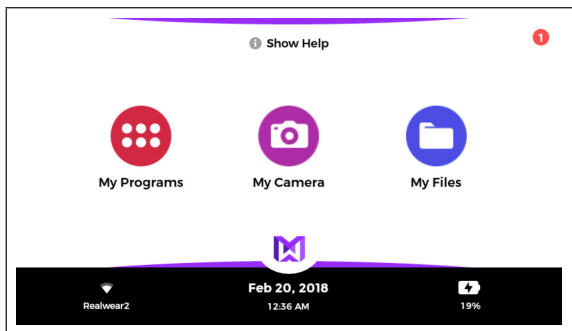 Show Help
1
My Programs
My Camera
My Files
Feb 20, 2018
Realwear2
12:36 AM
19%